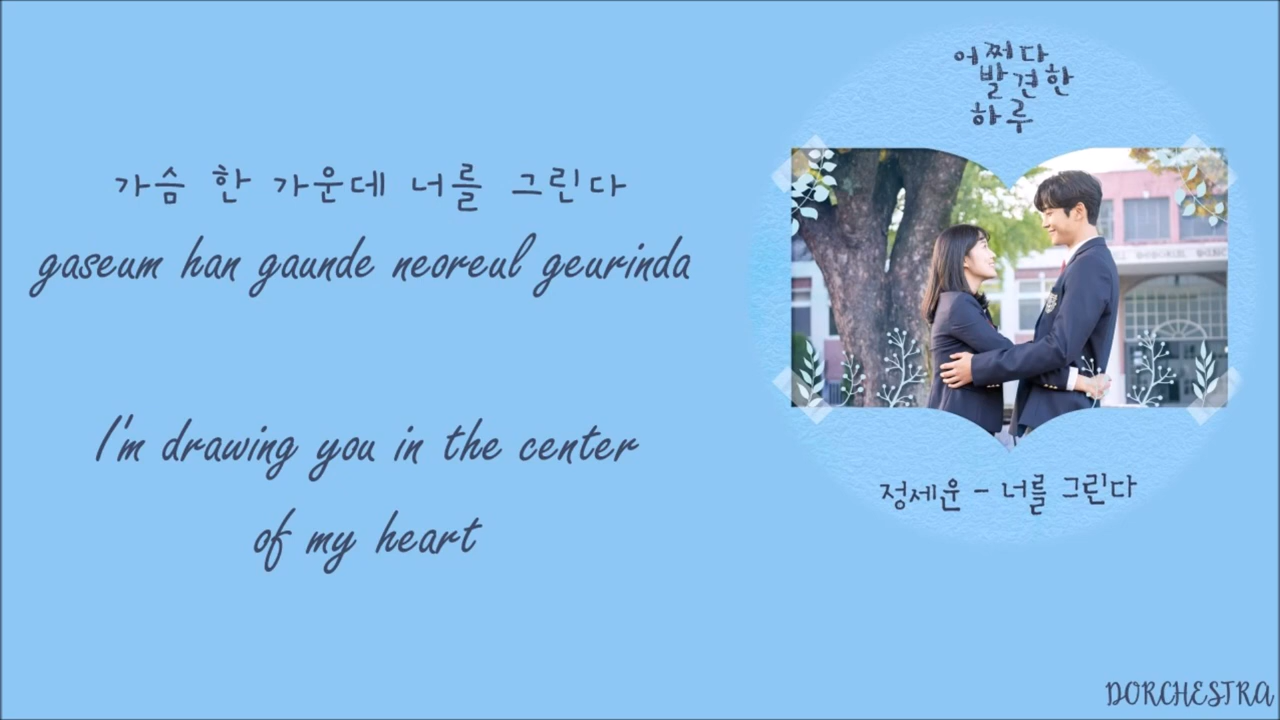 가슴 한 가운데 너를 그린다
gaseum han gaunde neoreul geurinda
I'm drawing you in the center
of my heart
어쩌다
발견한
하루
정세운 - 너를 그린다
DORCHESTRA